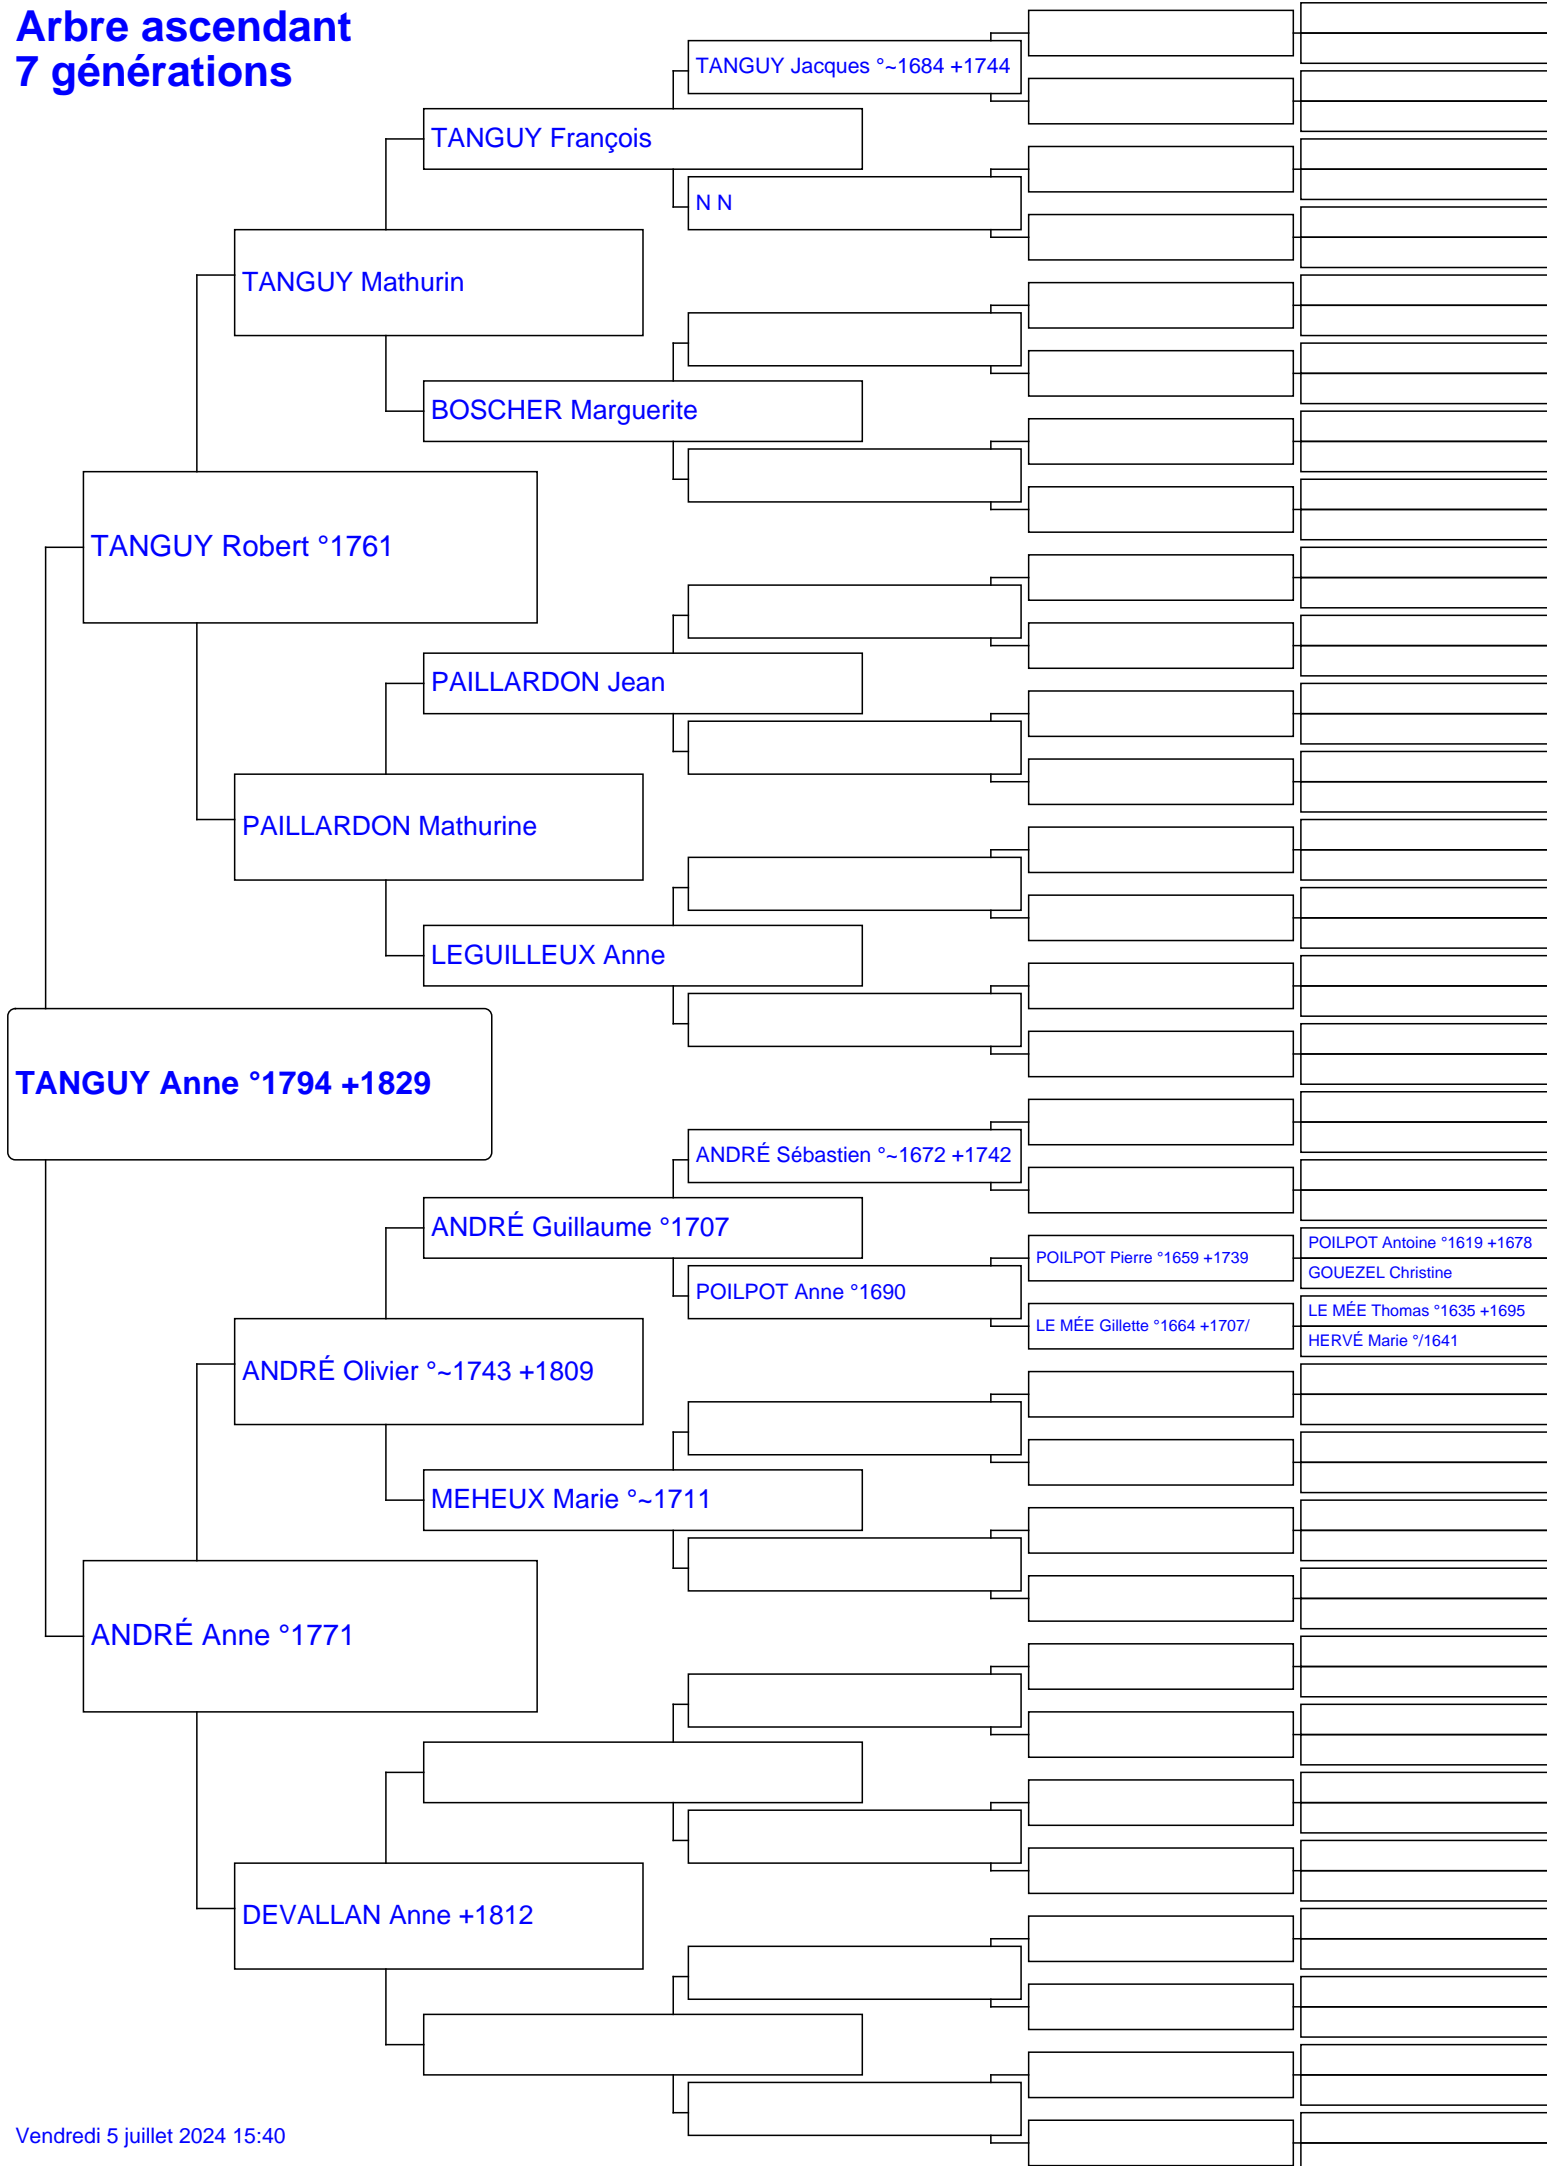 Arbre ascendant
7 générations
TANGUY Jacques °~1684 +1744
TANGUY François
N N
TANGUY Mathurin
BOSCHER Marguerite
TANGUY Robert °1761
PAILLARDON Jean
PAILLARDON Mathurine
LEGUILLEUX Anne
TANGUY Anne °1794 +1829
ANDRÉ Sébastien °~1672 +1742
ANDRÉ Guillaume °1707
POILPOT Antoine °1619 +1678
POILPOT Pierre °1659 +1739
GOUEZEL Christine
POILPOT Anne °1690
LE MÉE Thomas °1635 +1695
LE MÉE Gillette °1664 +1707/
HERVÉ Marie °/1641
ANDRÉ Olivier °~1743 +1809
MEHEUX Marie °~1711
ANDRÉ Anne °1771
DEVALLAN Anne +1812
Vendredi 5 juillet 2024 15:40